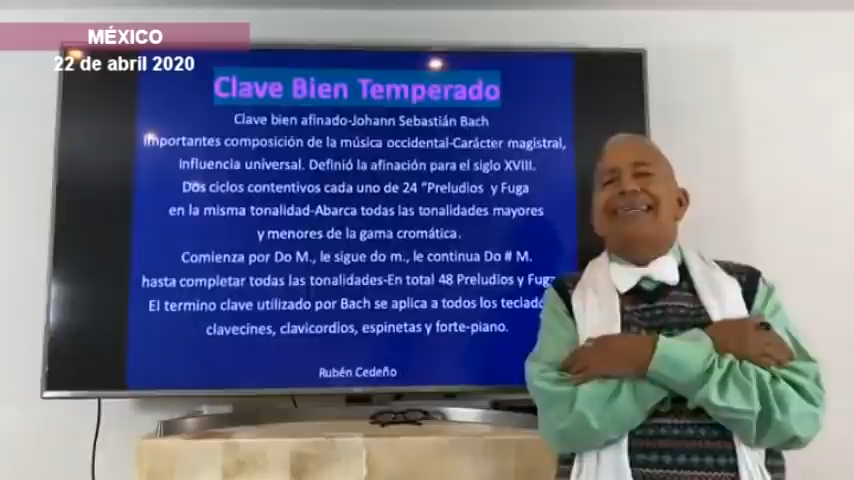 MÉXICO
22 de abril 2020
Clave Bien Temperado
Clave bien afinado-Johann Sebastián Bach
Importantes composición de la música occidental-Carácter magistral,
influencia universal. Definió la afinación para el siglo XVIII.
Dos ciclos contentivos cada uno de 24 "Preludios y Fuga
en la misma tonalidad-Abarca todas las tonalidades mayores
y menores de la gama cromática.
Comienza por Do M., le sigue do m., le continua Do # M.
hasta completar todas las tonalidades-En total 48 Preludios y Fuga
El termino clave utilizado por Bach se aplica a todos los teclado
clavecines, clavicordios, espinetas y forte-piano.
Rubén Cedeño